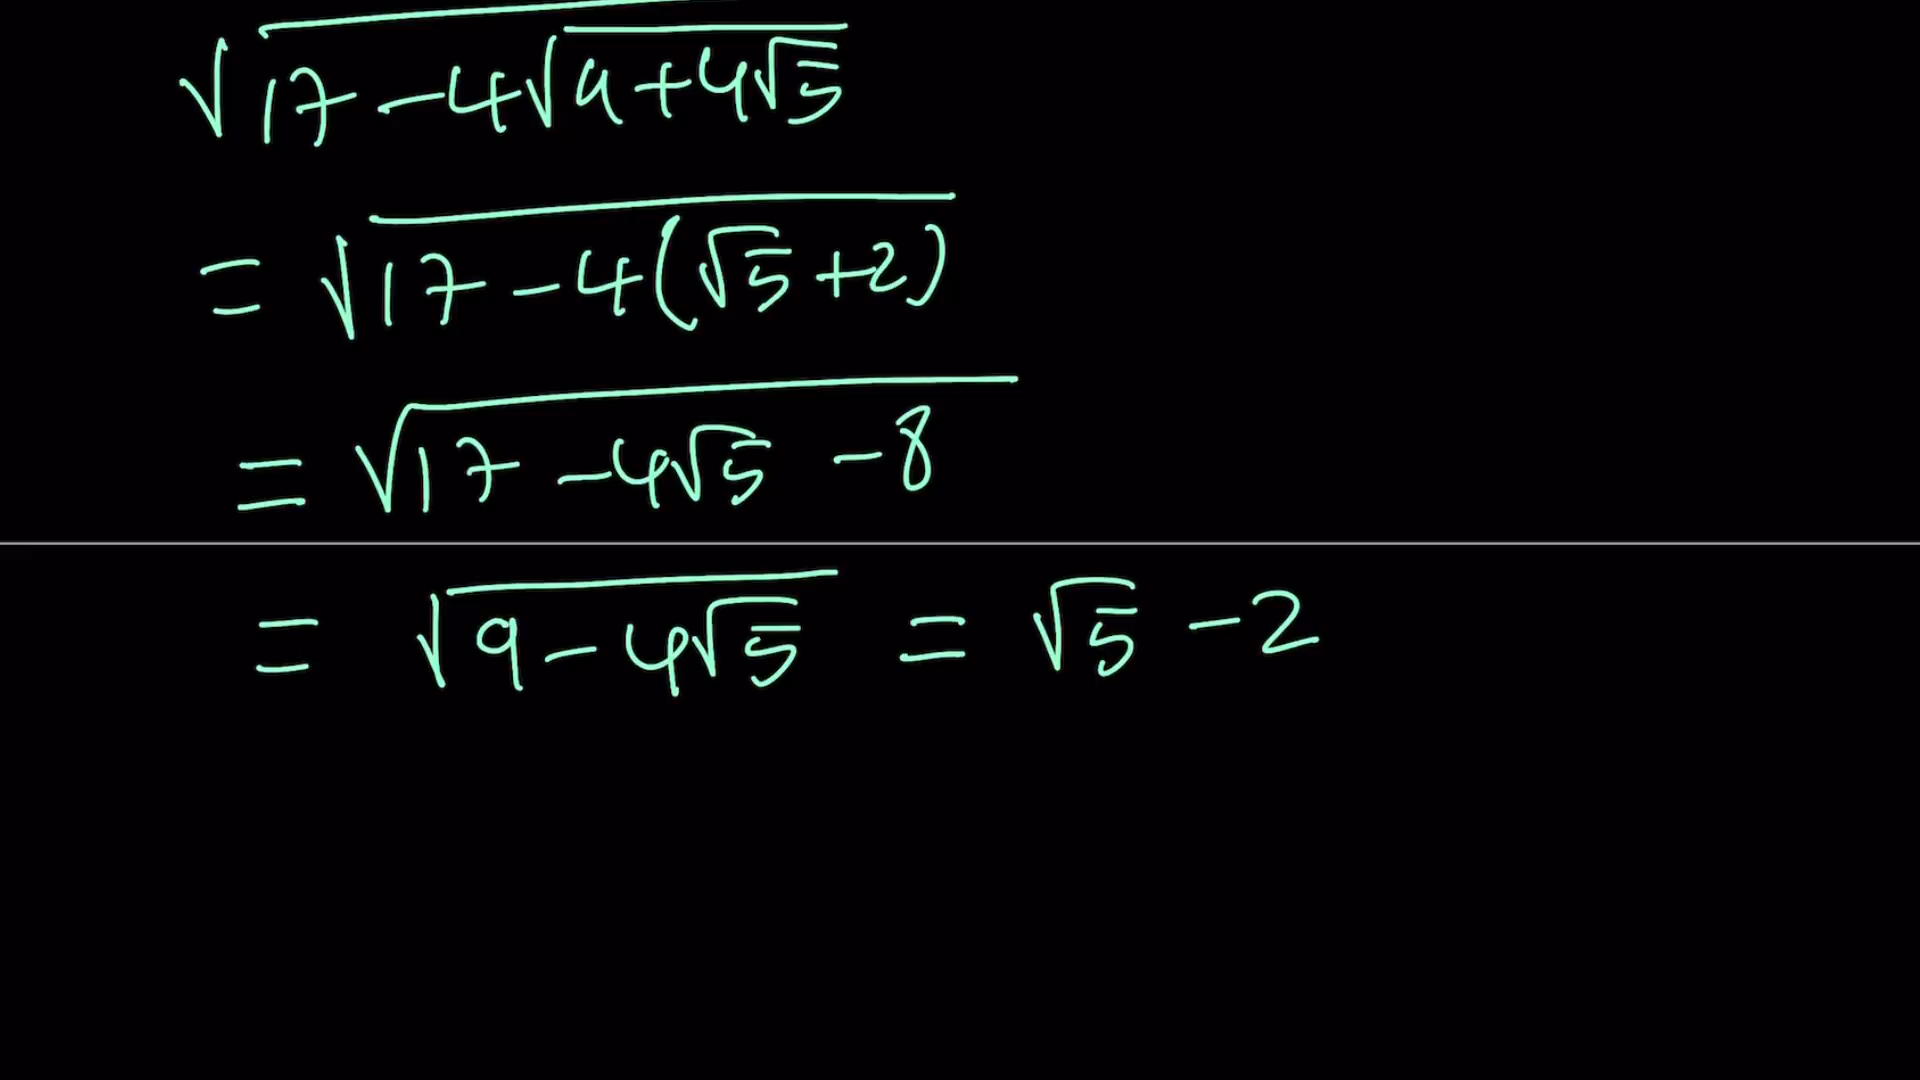 √(17 - 4√(9 + 4√5))
= √(17 - 4(√5 + 2))
= √(17 - 4√5 - 8)
= √(9 - 4√5) = √5 - 2